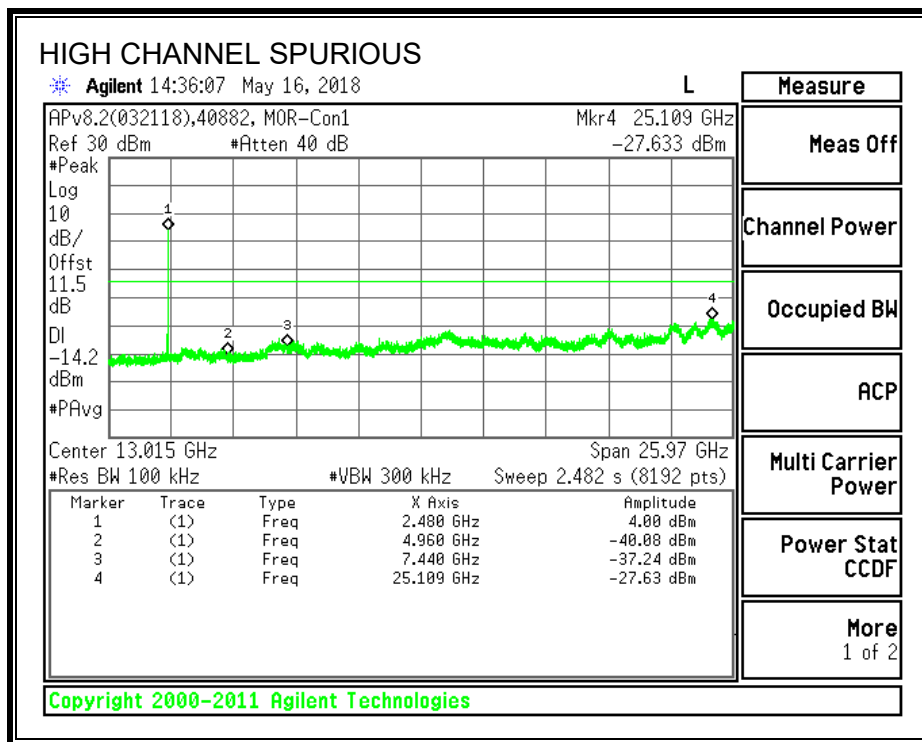 HIGH CHANNEL SPURIOUS
Agilent 14:36:07 May 16, 2018 L
Measure
APv8.2(032118),40882, MOR-Con1 Mkr4 25.109 GHz
Ref 30 dBm #Atten 40 dB -27.633 dBm
Meas Off
#Peak
Log
10
dB/
Offst
11.5
dB
DI
-14.2
dBm
#PAvg
1
2
3
4
Channel Power
Occupied BW
ACP
Center 13.015 GHz Span 25.97 GHz
#Res BW 100 kHz #VBW 300 kHz Sweep 2.482 s (8192 pts)
Multi Carrier
Power
Marker Trace Type X Axis Amplitude
1 (1) Freq 2.480 GHz 4.00 dBm
2 (1) Freq 4.960 GHz -40.08 dBm
3 (1) Freq 7.440 GHz -37.24 dBm
4 (1) Freq 25.109 GHz -27.63 dBm
Power Stat
CCDF
More
1 of 2
Copyright 2000-2011 Agilent Technologies